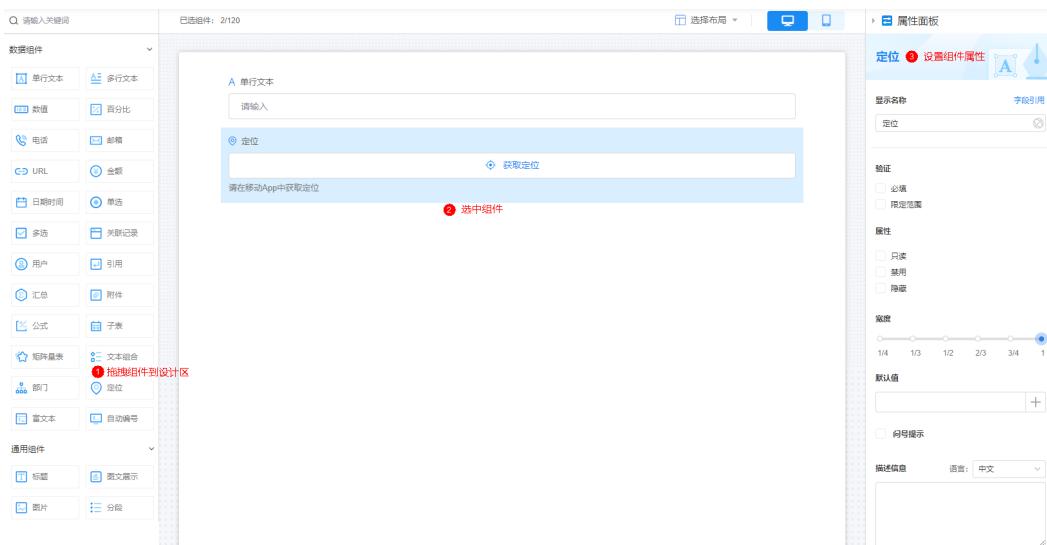 请输入关键词
已选组件： 2/120
选择布局
属性面板
数据组件
单行文本
多行文本
数值
百分比
电话
邮箱
URL
金额
日期时间
单选
多选
关联记录
用户
引用
汇总
附件
公式
子表
矩阵量表
文本组合
1 拖拽组件到设计区
部门
定位
富文本
自动编号
通用组件
标题
图文展示
图片
分段
A 单行文本
请输入
定位
获取定位
请在移动App中获取定位
2 选中组件
定位 3 设置组件属性
显示名称 字段引用
定位
验证
必填
限定范围
属性
只读
禁用
隐藏
宽度
1/4 1/3 1/2 2/3 3/4 1
默认值
问号提示
描述信息 语言： 中文